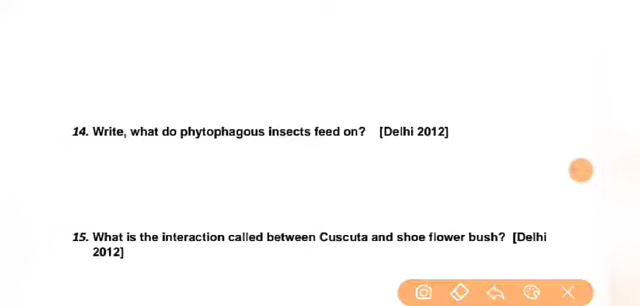 14. Write, what do phytophagous insects feed on? [Delhi 2012]
15. What is the interaction called between Cuscuta and shoe flower bush? [Delhi
2012]